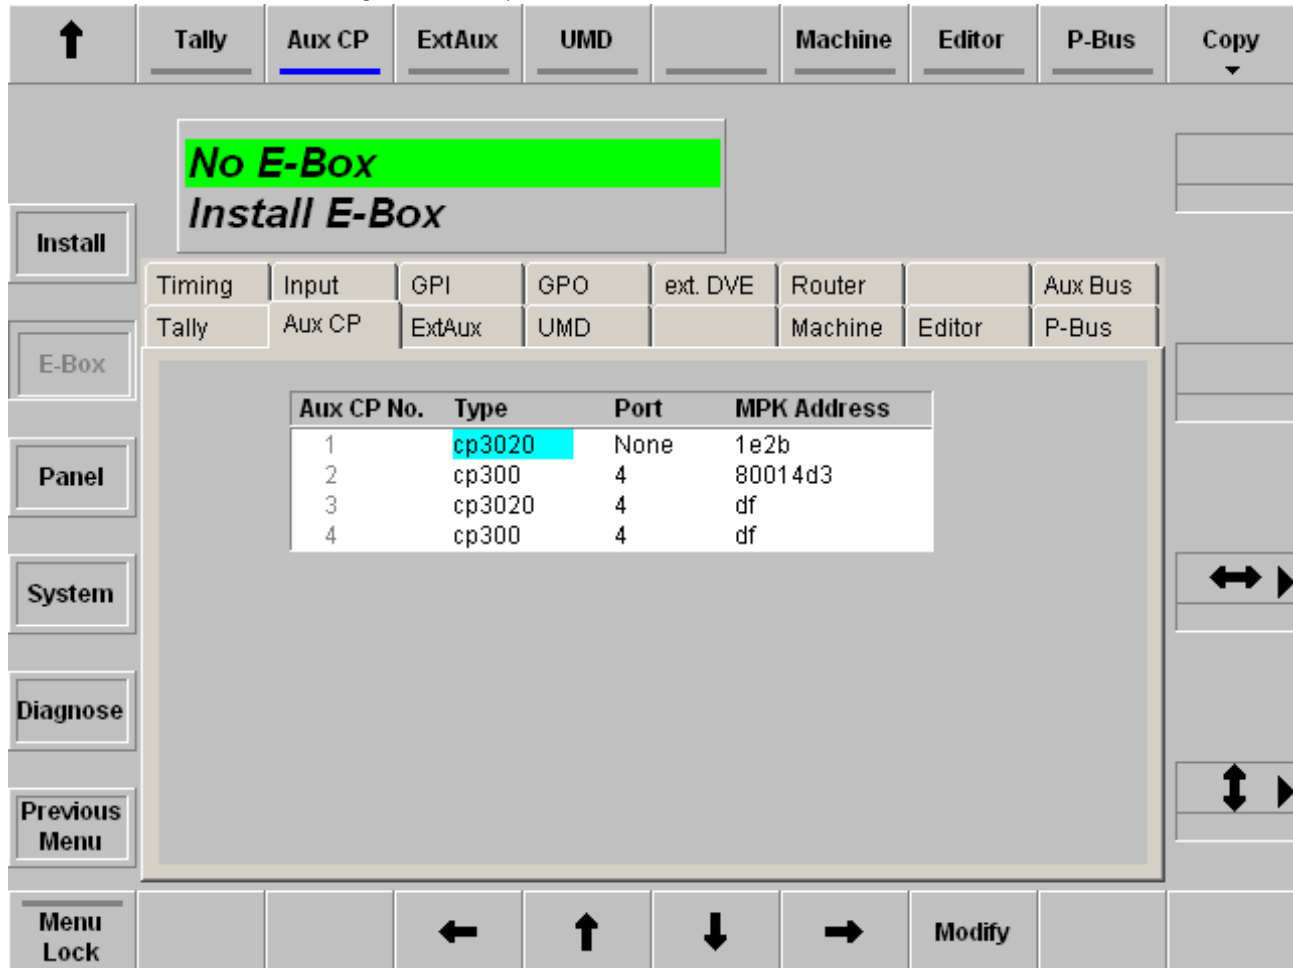 Tally Aux CP ExtAux UMD Machine Editor P-Bus Copy
No E-Box
Install E-Box
Install
Timing Input GPI GPO ext. DVE Router Aux Bus
Tally Aux CP ExtAux UMD Machine Editor P-Bus
E-Box
Aux CP No. Type Port MPK Address
1 cp3020 None 1e2b
2 cp300 4 80014d3
3 cp3020 4 df
4 cp300 4 df
Panel
System
Diagnose
Previous
Menu
Menu
Lock
Modify